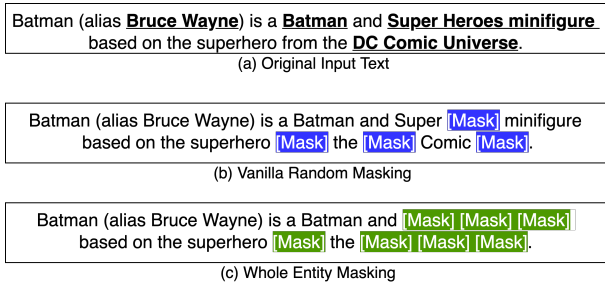 Batman (alias Bruce Wayne) is a Batman and Super Heroes minifigure
based on the superhero from the DC Comic Universe.
(a) Original Input Text
Batman (alias Bruce Wayne) is a Batman and Super [Mask] minifigure
based on the superhero [Mask] the [Mask] Comic [Mask].
(b) Vanilla Random Masking
Batman (alias Bruce Wayne) is a Batman and [Mask] [Mask] [Mask]
based on the superhero [Mask] the [Mask] [Mask] [Mask].
(c) Whole Entity Masking